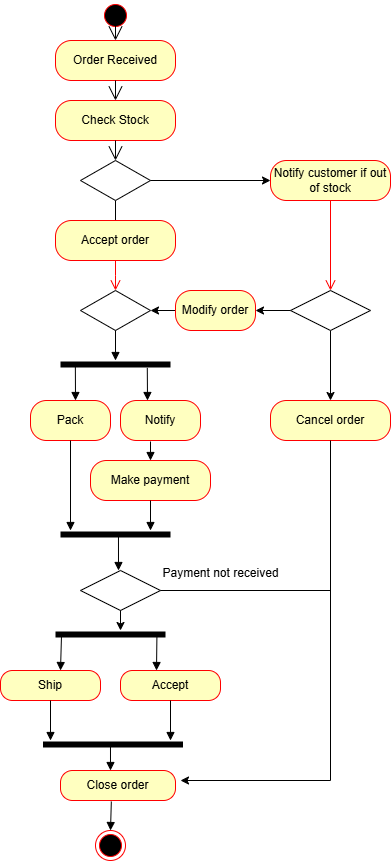 Order Received
Check Stock
Notify customer if out
of stock
Accept order
Modify order
Pack
Notify
Cancel order
Make payment
Payment not received
Ship
Accept
Close order